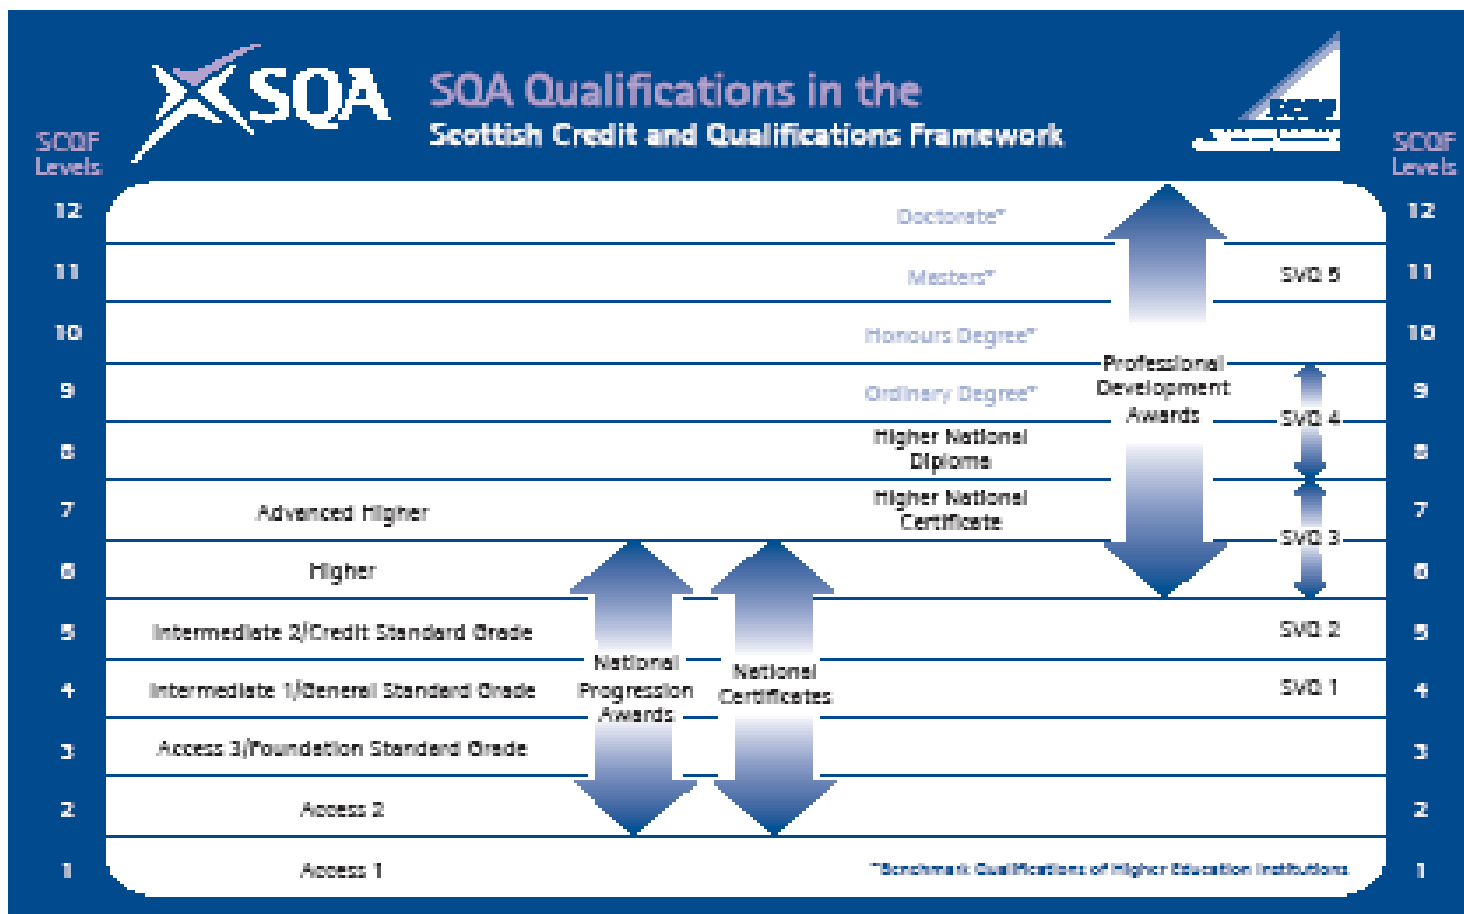 SQA
SQA Qualifications in the
Scottish Credit and Qualifications Framework
SCQF
Levels
SCQF
Levels
12
Doctorate*
12
11
Masters*
SVQ 5
11
10
Honours Degree*
10
9
Ordinary Degree*
9
Professional
Development
Awards
SVQ 4
8
Higher National
Diploma
8
7
Advanced Higher
Higher National
Certificate
7
SVQ 3
6
Higher
6
5
Intermediate 2/Credit Standard Grade
SVQ 2
5
National
Progression
Awards
National
Certificates
4
Intermediate 1/General Standard Grade
SVQ 1
4
3
Access 3/Foundation Standard Grade
3
2
Access 2
2
1
Access 1
*Benchmark Qualifications of Higher Education Institutions
1